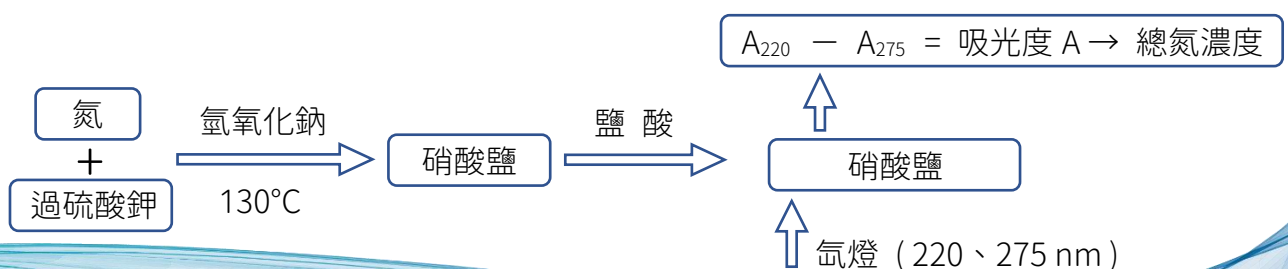 A₂₂₀ － A₂₇₅ = 吸光度 A → 總氮濃度
氮
+
過硫酸鉀
氫氧化鈉
130°C
硝酸鹽
鹽 酸
硝酸鹽
氙燈 ( 220、275 nm )